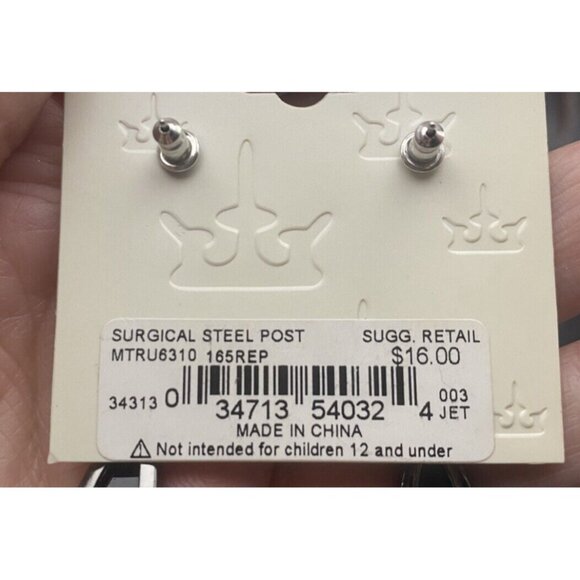 SURGICAL STEEL POST SUGG. RETAIL
MTRU6310 165REP $16.00
34313 0 34713 54032 4 003 JET
MADE IN CHINA
⚠ Not intended for children 12 and under